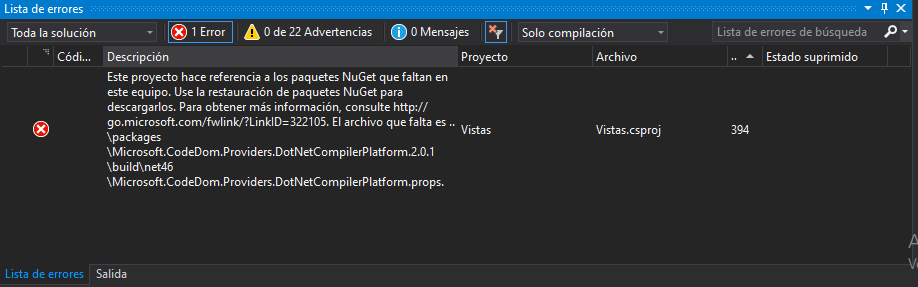 Lista de errores
Toda la solución
1 Error
0 de 22 Advertencias
0 Mensajes
Solo compilación
Lista de errores de búsqueda
Códi...
Descripción
Proyecto
Archivo
..
Estado suprimido
Este proyecto hace referencia a los paquetes NuGet que faltan en
este equipo. Use la restauración de paquetes NuGet para
descargarlos. Para obtener más información, consulte http://
go.microsoft.com/fwlink/?LinkID=322105. El archivo que falta es ..
\packages
\Microsoft.CodeDom.Providers.DotNetCompilerPlatform.2.0.1
\build\net46
\Microsoft.CodeDom.Providers.DotNetCompilerPlatform.props.
Vistas
Vistas.csproj
394
Lista de errores
Salida